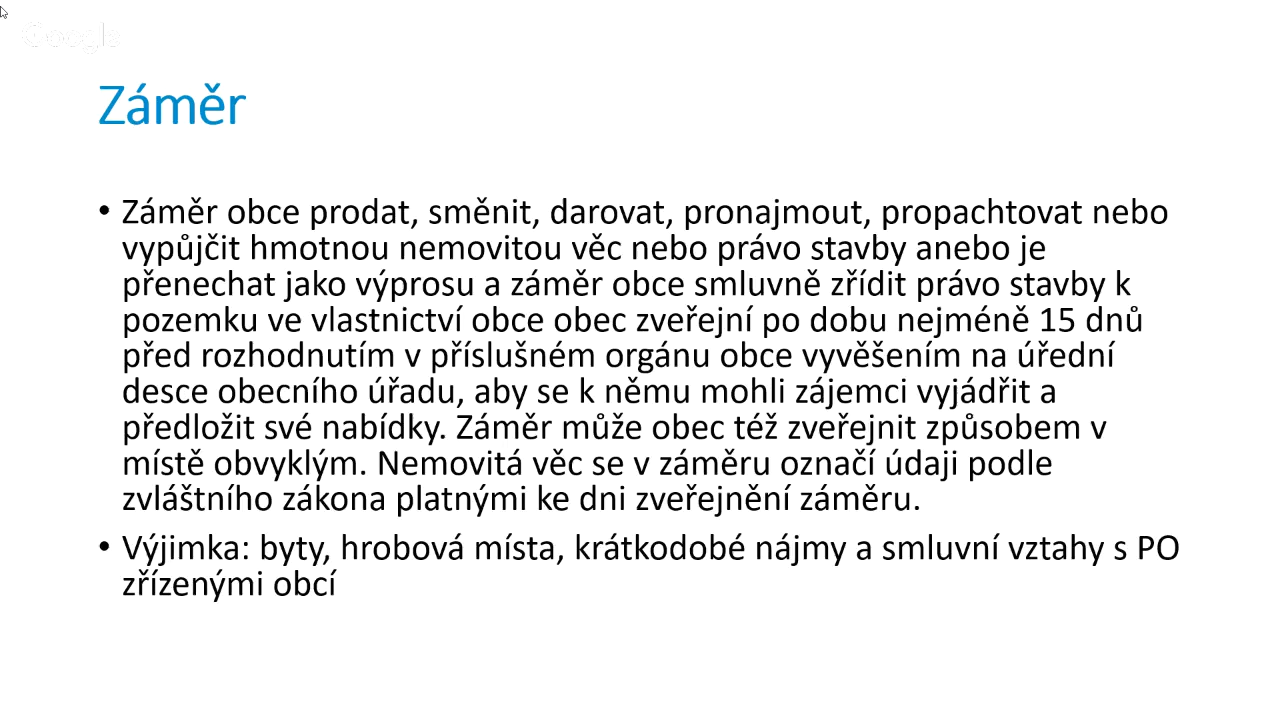 Google
Záměr
• Záměr obce prodat, směnit, darovat, pronajmout, propachtovat nebo
vypůjčit hmotnou nemovitou věc nebo právo stavby anebo je
přenechat jako výprosu a záměr obce smluvně zřídit právo stavby k
pozemku ve vlastnictví obce obec zveřejní po dobu nejméně 15 dnů
před rozhodnutím v příslušném orgánu obce vyvěšením na úřední
desce obecního úřadu, aby se k němu mohli zájemci vyjádřit a
předložit své nabídky. Záměr může obec též zveřejnit způsobem v
místě obvyklým. Nemovitá věc se v záměru označí údaji podle
zvláštního zákona platnými ke dni zveřejnění záměru.
• Výjimka: byty, hrobová místa, krátkodobé nájmy a smluvní vztahy s PO
zřízenými obcí